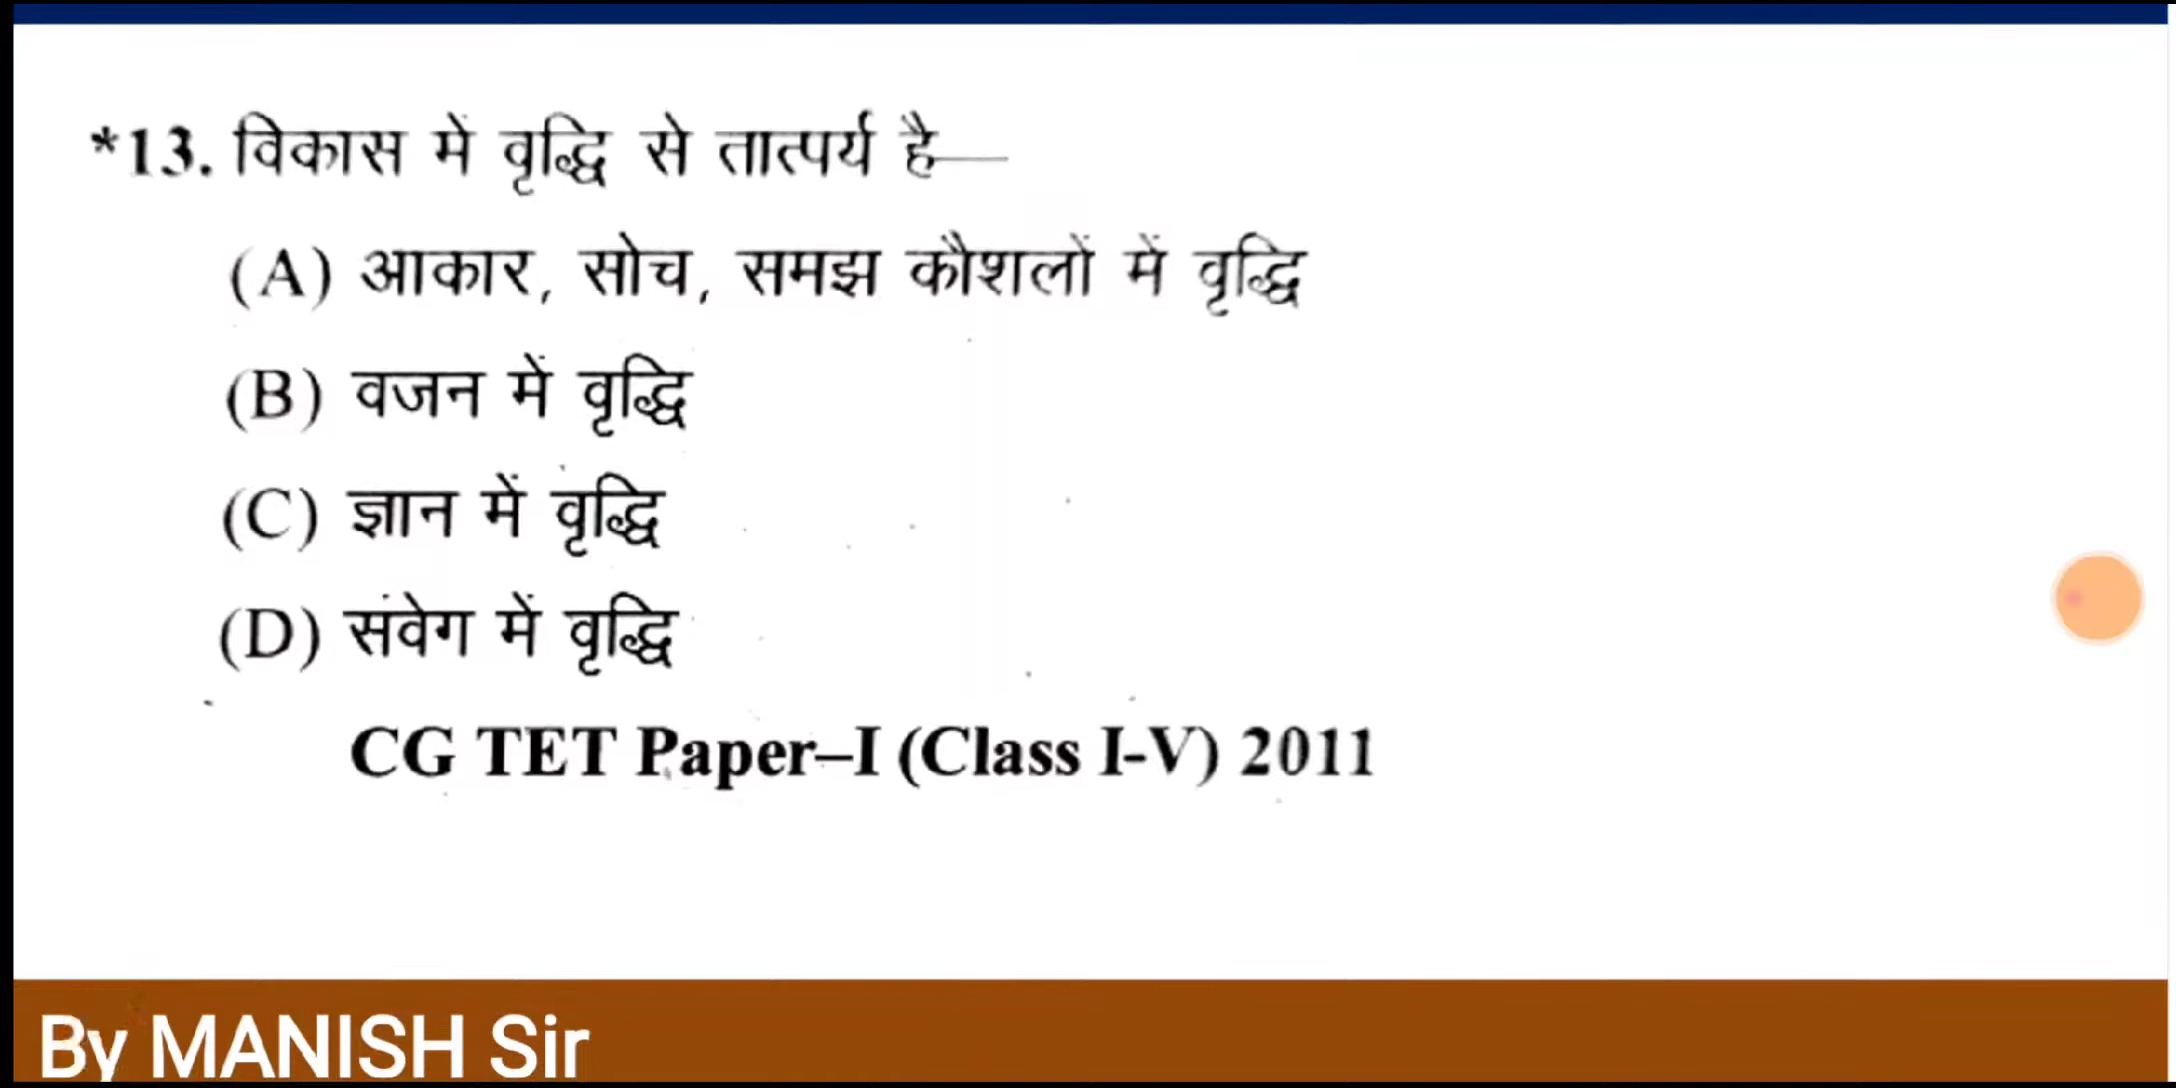 *13. विकास में वृद्धि से तात्पर्य है—
(A) आकार, सोच, समझ कौशलों में वृद्धि
(B) वजन में वृद्धि
(C) ज्ञान में वृद्धि
(D) संवेग में वृद्धि
CG TET Paper–I (Class I-V) 2011
By MANISH Sir